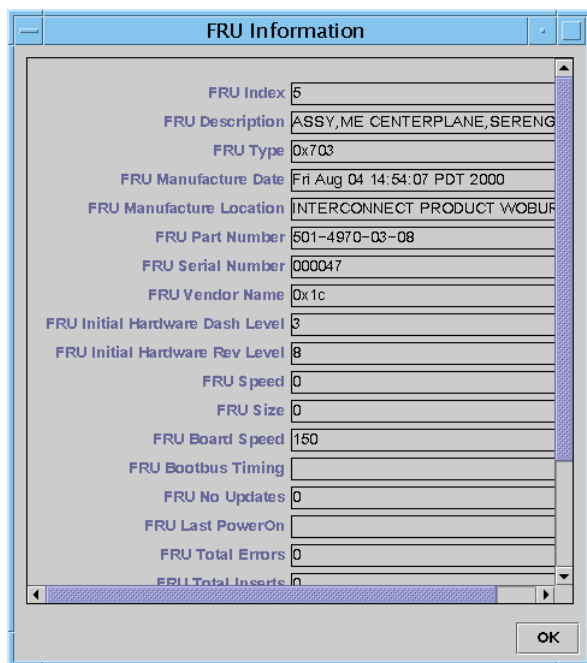 FRU Information
FRU Index 5
FRU Description ASSY,ME CENTERPLANE,SERENG
FRU Type 0x703
FRU Manufacture Date Fri Aug 04 14:54:07 PDT 2000
FRU Manufacture Location INTERCONNECT PRODUCT WOBUR
FRU Part Number 501-4970-03-08
FRU Serial Number 000047
FRU Vendor Name 0x1c
FRU Initial Hardware Dash Level 3
FRU Initial Hardware Rev Level 8
FRU Speed 0
FRU Size 0
FRU Board Speed 150
FRU Bootbus Timing
FRU No Updates 0
FRU Last PowerOn
FRU Total Errors 0
FRU Total Inserts 0
OK